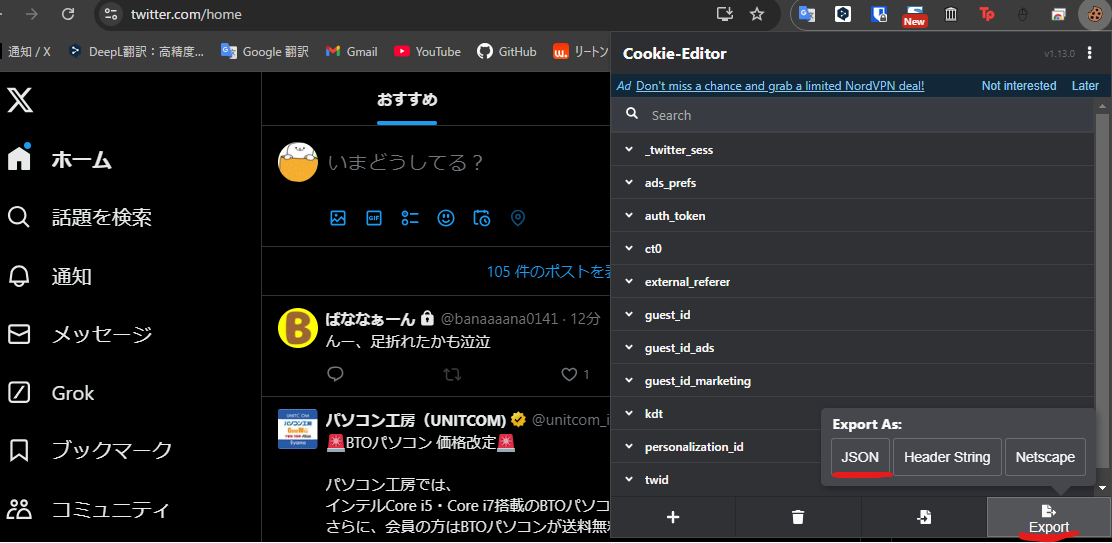 twitter.com/home
New
Tp
通知 / X
DeepL翻訳：高精度...
Google 翻訳
Gmail
YouTube
GitHub
リートン
おすすめ
ホーム
いまどうしてる？
話題を検索
GIF
通知
105 件のポストを表
メッセージ
ばななぁーん @banaaaana0141 · 12分
んー、足折れたかも泣泣
1
Grok
ブックマーク
コミュニティ
パソコン工房（UNITCOM） @unitcom_i
🚨BTOパソコン 価格改定🚨
パソコン工房では、
インテルCore i5・Core i7搭載のBTOパソコ
さらに、会員の方はBTOパソコンが送料無料
Cookie-Editor
v1.13.0
Ad Don't miss a chance and grab a limited NordVPN deal! Not interested Later
Search
_twitter_sess
ads_prefs
auth_token
ct0
external_referer
guest_id
guest_id_ads
guest_id_marketing
kdt
personalization_id
twid
Export As:
JSON Header String Netscape
Export